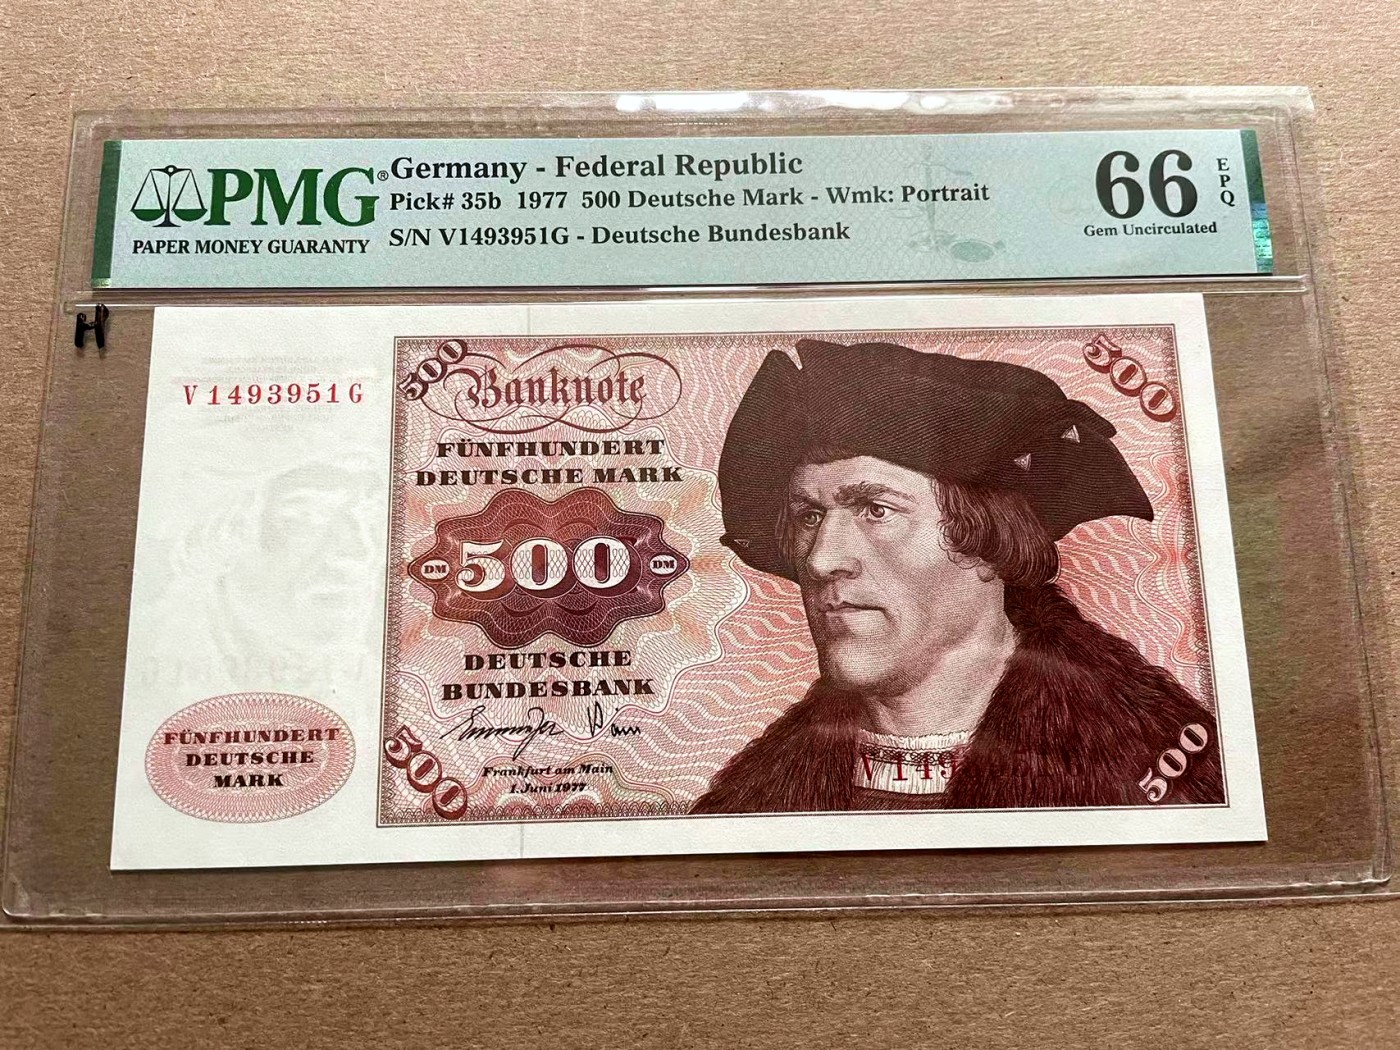 PMG®
PAPER MONEY GUARANTY
Germany - Federal Republic
Pick# 35b 1977 500 Deutsche Mark - Wmk: Portrait
S/N V1493951G - Deutsche Bundesbank
66
EPQ
Gem Uncirculated
H
V1493951G
500
Banknote
500
FÜNFHUNDERT
DEUTSCHE MARK
DM 500 DM
DEUTSCHE
BUNDESBANK
Frankfurt am Main
1. Juni 1977
FÜNFHUNDERT
DEUTSCHE
MARK
500
V 149
500